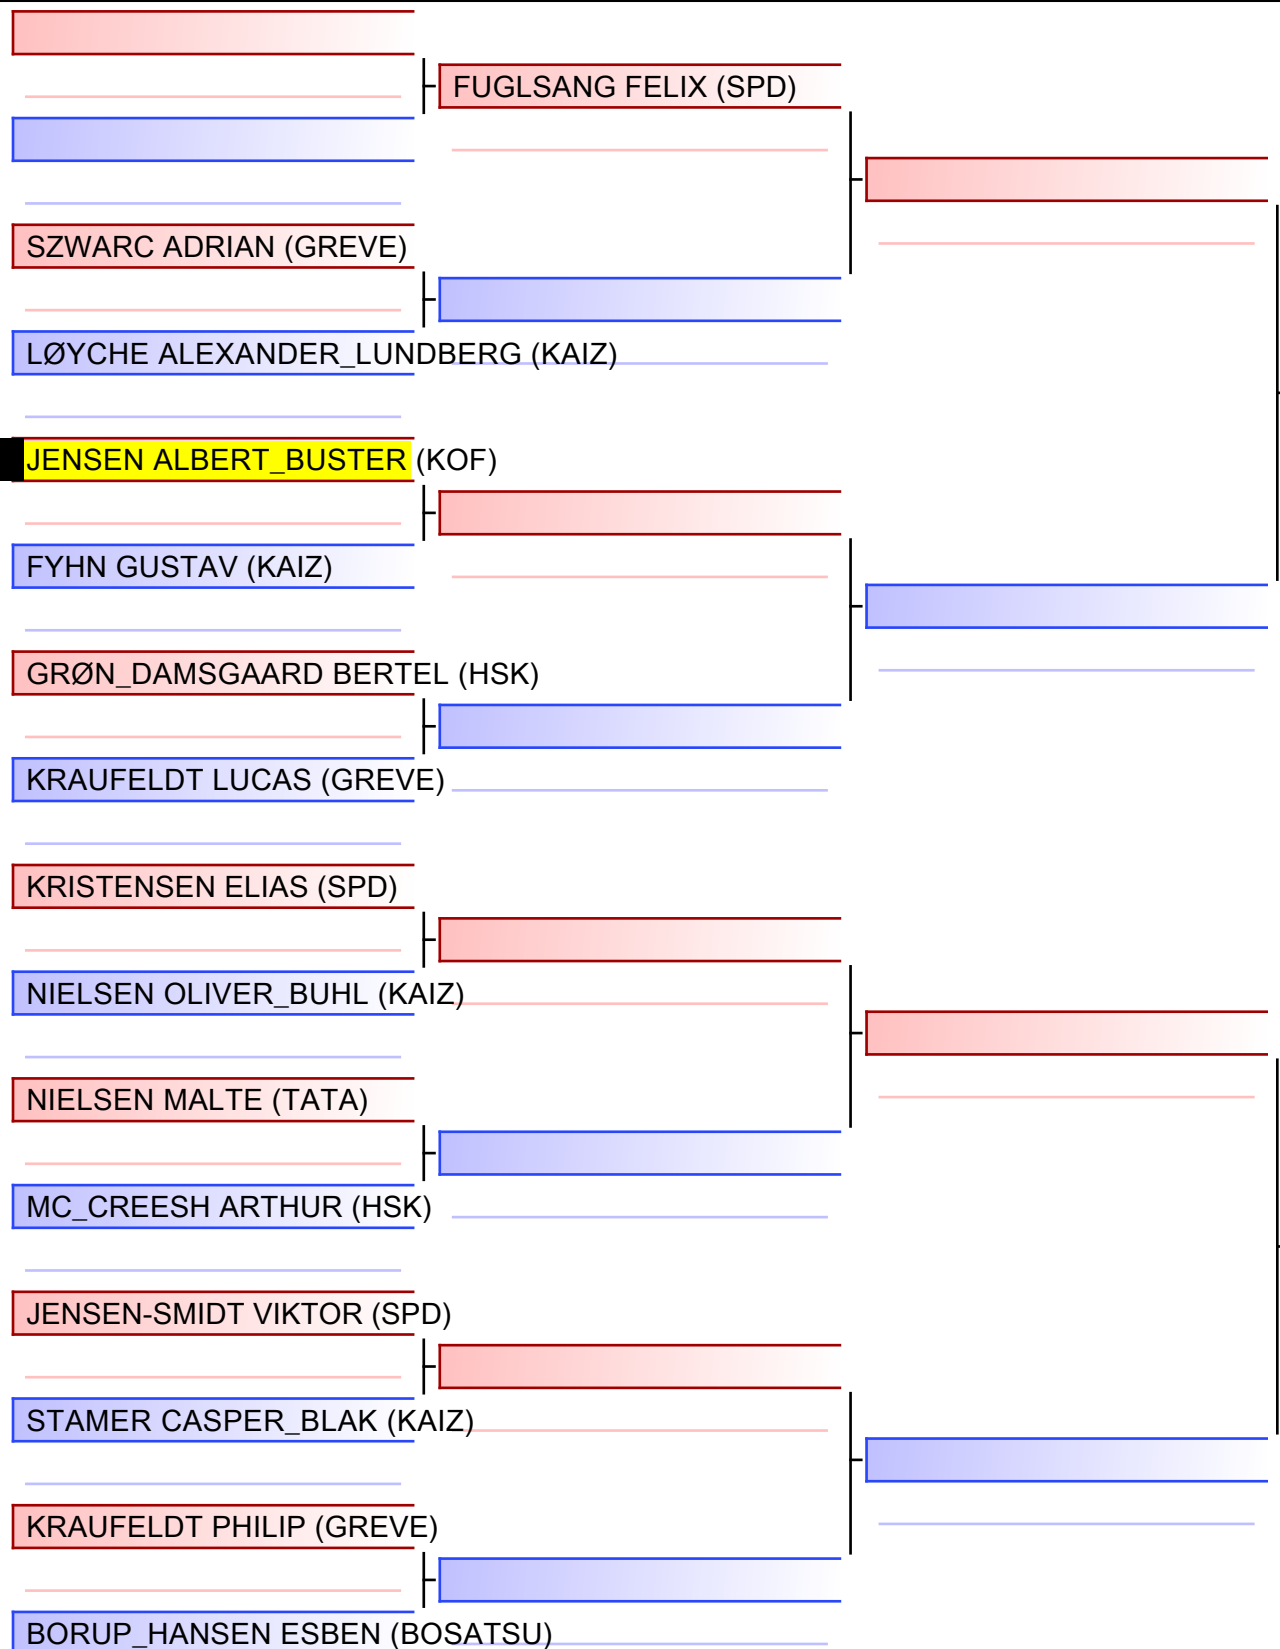 FUGLSANG FELIX (SPD)
SZWARC ADRIAN (GREVE)
LØYCHE ALEXANDER_LUNDBERG (KAIZ)
JENSEN ALBERT_BUSTER (KOF)
FYHN GUSTAV (KAIZ)
GRØN_DAMSGAARD BERTEL (HSK)
KRAUFELDT LUCAS (GREVE)
KRISTENSEN ELIAS (SPD)
NIELSEN OLIVER_BUHL (KAIZ)
NIELSEN MALTE (TATA)
MC_CREESH ARTHUR (HSK)
JENSEN-SMIDT VIKTOR (SPD)
STAMER CASPER_BLAK (KAIZ)
KRAUFELDT PHILIP (GREVE)
BORUP_HANSEN ESBEN (BOSATSU)